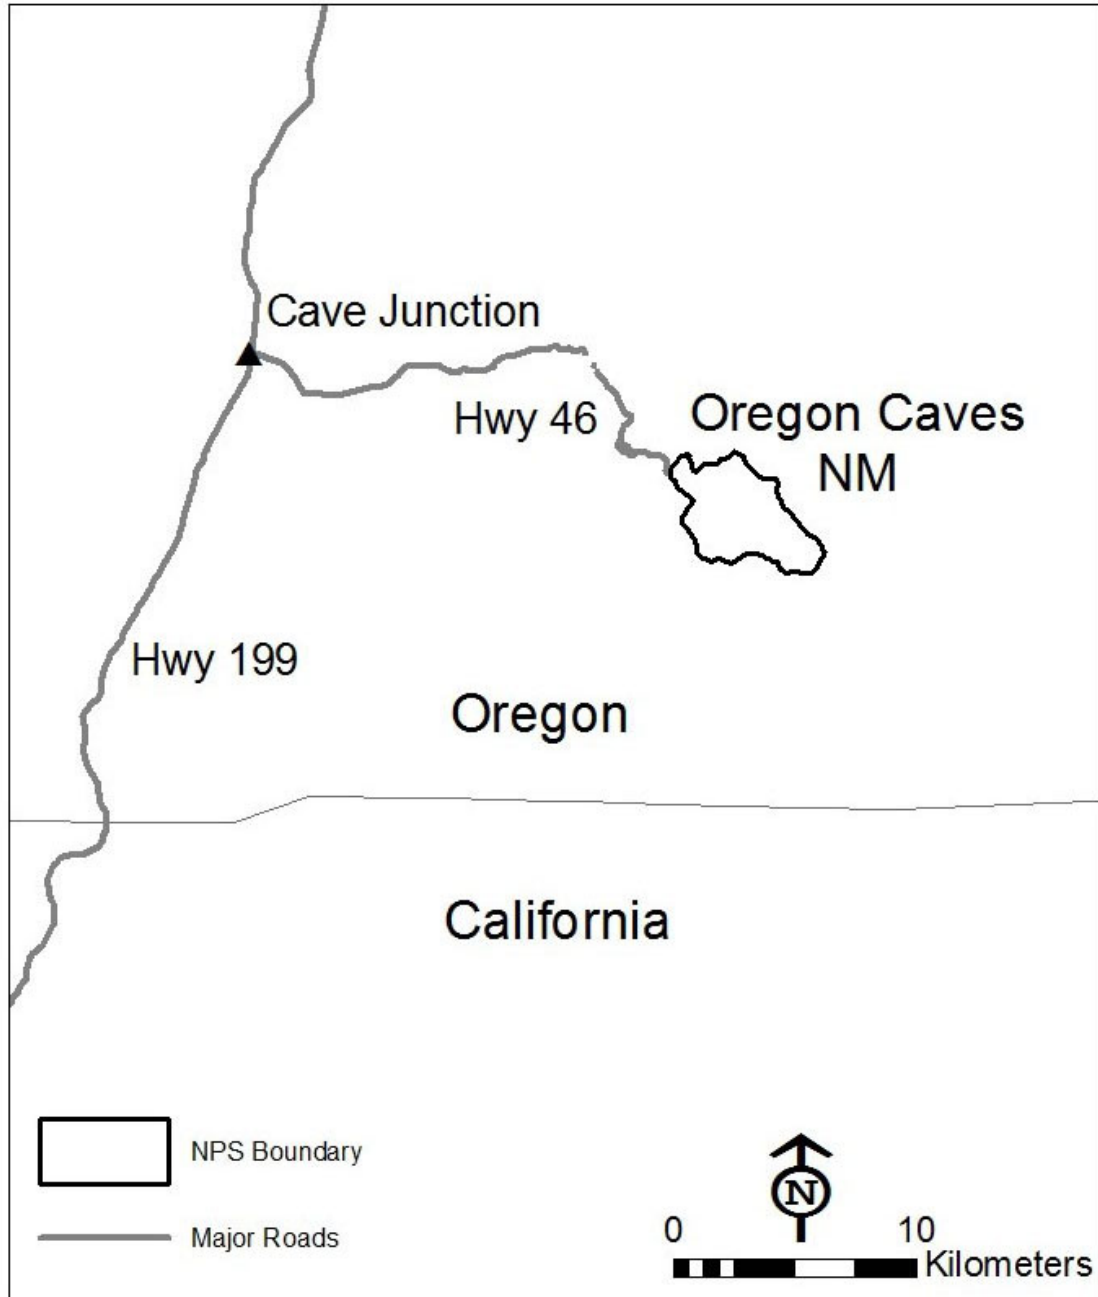 Cave Junction
Hwy 46
Oregon Caves
NM
Hwy 199
Oregon
California
NPS Boundary
Major Roads
N
0 10
Kilometers